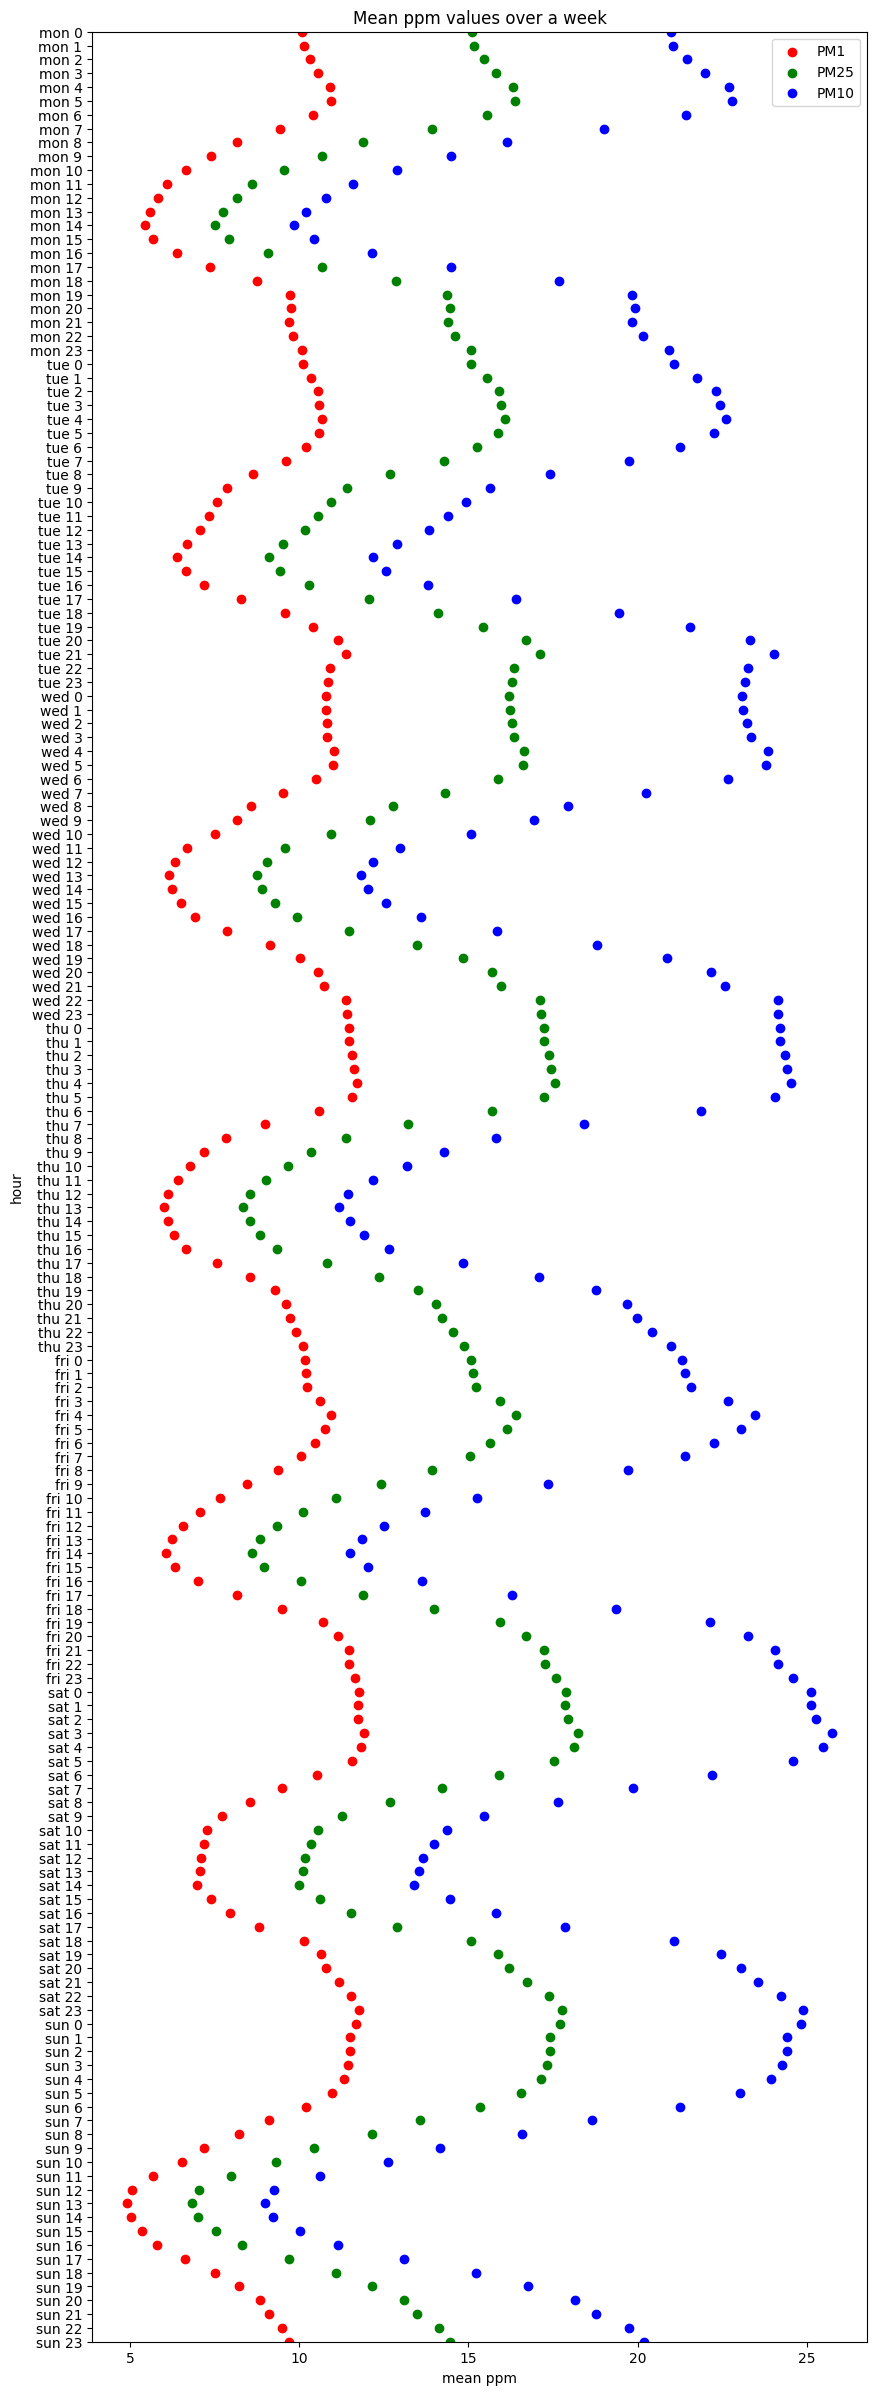 Mean ppm values over a week
PM1
PM25
PM10
mon 0
mon 1
mon 2
mon 3
mon 4
mon 5
mon 6
mon 7
mon 8
mon 9
mon 10
mon 11
mon 12
mon 13
mon 14
mon 15
mon 16
mon 17
mon 18
mon 19
mon 20
mon 21
mon 22
mon 23
tue 0
tue 1
tue 2
tue 3
tue 4
tue 5
tue 6
tue 7
tue 8
tue 9
tue 10
tue 11
tue 12
tue 13
tue 14
tue 15
tue 16
tue 17
tue 18
tue 19
tue 20
tue 21
tue 22
tue 23
wed 0
wed 1
wed 2
wed 3
wed 4
wed 5
wed 6
wed 7
wed 8
wed 9
wed 10
wed 11
wed 12
wed 13
wed 14
wed 15
wed 16
wed 17
wed 18
wed 19
wed 20
wed 21
wed 22
wed 23
thu 0
thu 1
thu 2
thu 3
thu 4
thu 5
thu 6
thu 7
thu 8
thu 9
thu 10
thu 11
thu 12
thu 13
thu 14
thu 15
thu 16
thu 17
thu 18
thu 19
thu 20
thu 21
thu 22
thu 23
fri 0
fri 1
fri 2
fri 3
fri 4
fri 5
fri 6
fri 7
fri 8
fri 9
fri 10
fri 11
fri 12
fri 13
fri 14
fri 15
fri 16
fri 17
fri 18
fri 19
fri 20
fri 21
fri 22
fri 23
sat 0
sat 1
sat 2
sat 3
sat 4
sat 5
sat 6
sat 7
sat 8
sat 9
sat 10
sat 11
sat 12
sat 13
sat 14
sat 15
sat 16
sat 17
sat 18
sat 19
sat 20
sat 21
sat 22
sat 23
sun 0
sun 1
sun 2
sun 3
sun 4
sun 5
sun 6
sun 7
sun 8
sun 9
sun 10
sun 11
sun 12
sun 13
sun 14
sun 15
sun 16
sun 17
sun 18
sun 19
sun 20
sun 21
sun 22
sun 23
hour
5 10 15 20 25
mean ppm